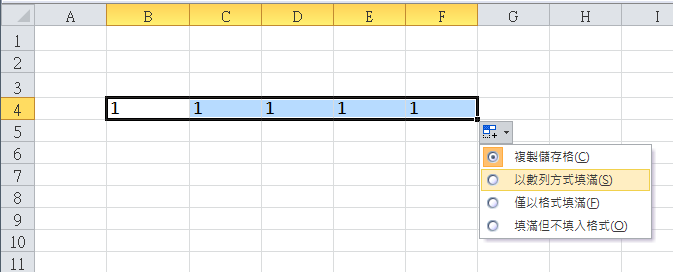 A B C D E F G H I
1
2
3
4 1 1 1 1 1
5
6 複製儲存格(C)
7 以數列方式填滿(S)
8 僅以格式填滿(F)
9 填滿但不填入格式(O)
10
11